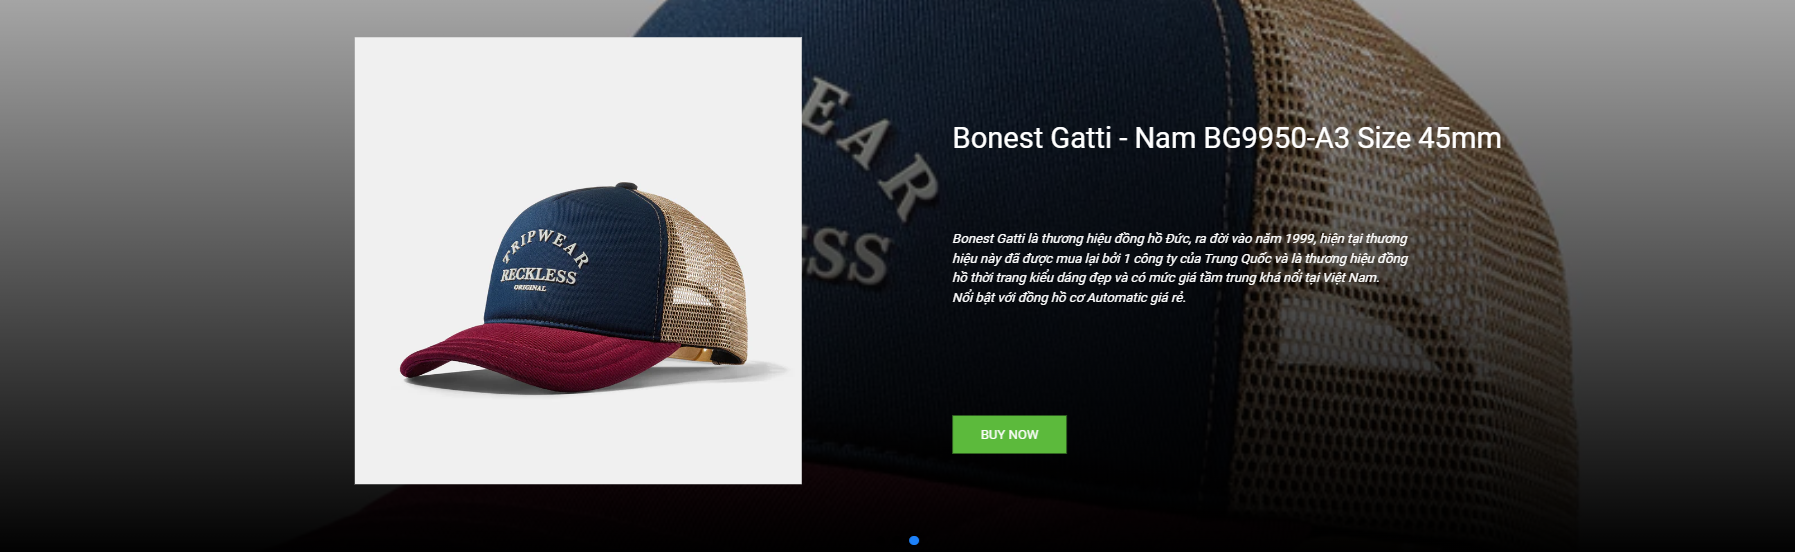 EAR
ESS
TRIPWEAR
RECKLESS
ORIGINAL
Bonest Gatti - Nam BG9950-A3 Size 45mm
Bonest Gatti là thương hiệu đồng hồ Đức, ra đời vào năm 1999, hiện tại thương
hiệu này đã được mua lại bởi 1 công ty của Trung Quốc và là thương hiệu đồng
hồ thời trang kiểu dáng đẹp và có mức giá tầm trung khá nổi tại Việt Nam.
Nổi bật với đồng hồ cơ Automatic giá rẻ.
BUY NOW